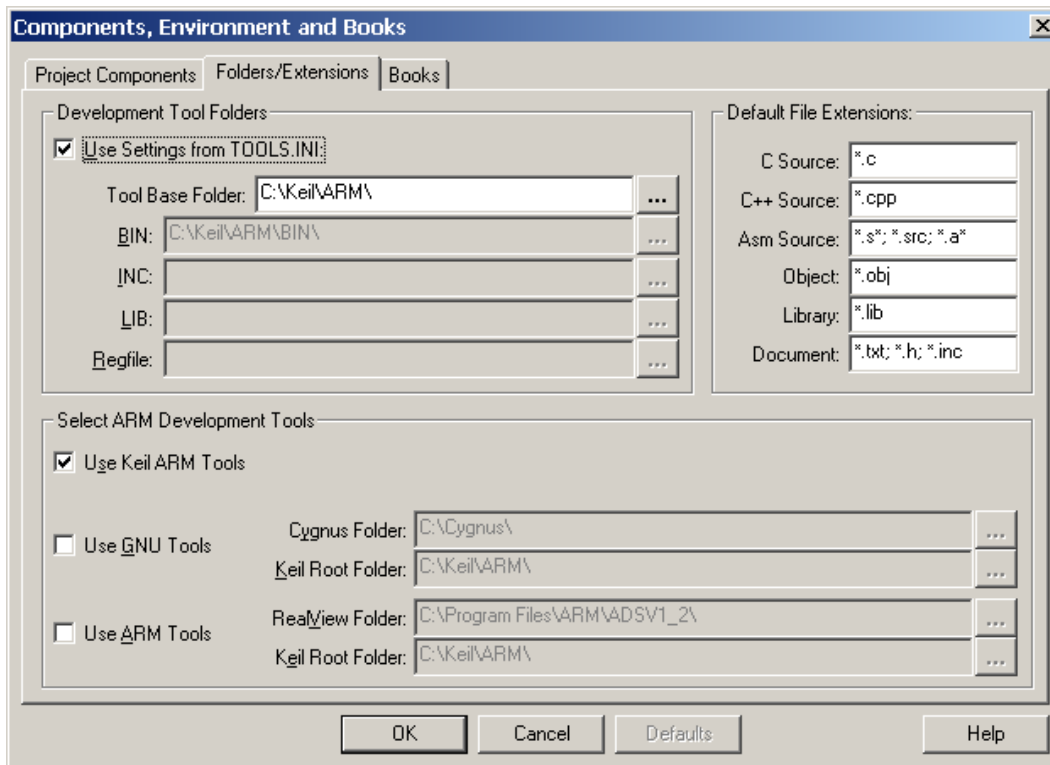 Components, Environment and Books
Project Components Folders/Extensions Books
Development Tool Folders
Use Settings from TOOLS.INI:
Tool Base Folder: C:\Keil\ARM\ ...
BIN: C:\Keil\ARM\BIN\ ...
INC: ...
LIB: ...
Regfile: ...
Default File Extensions:
C Source: *.c
C++ Source: *.cpp
Asm Source: *.s*; *.src; *.a*
Object: *.obj
Library: *.lib
Document: *.txt; *.h; *.inc
Select ARM Development Tools
Use Keil ARM Tools
Use GNU Tools
Cygnus Folder: C:\Cygnus\ ...
Keil Root Folder: C:\Keil\ARM\ ...
Use ARM Tools
RealView Folder: C:\Program Files\ARM\ADSV1_2\ ...
Keil Root Folder: C:\Keil\ARM\ ...
OK Cancel Defaults Help